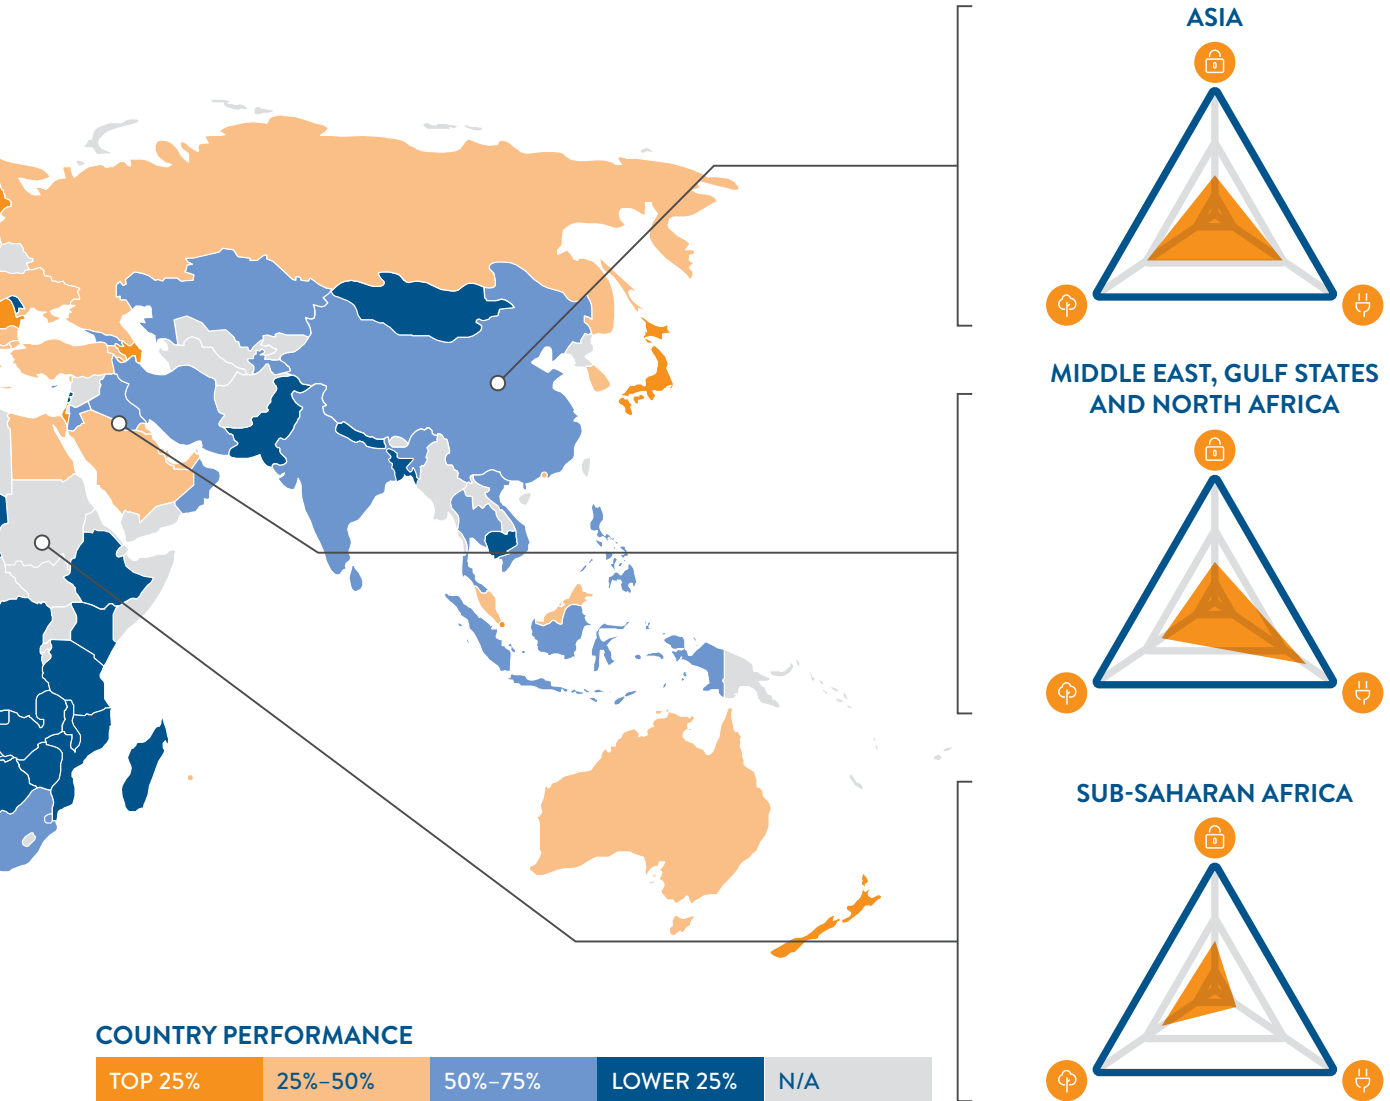 ASIA
MIDDLE EAST, GULF STATES
AND NORTH AFRICA
SUB-SAHARAN AFRICA
COUNTRY PERFORMANCE
TOP 25%
25%–50%
50%–75%
LOWER 25%
N/A